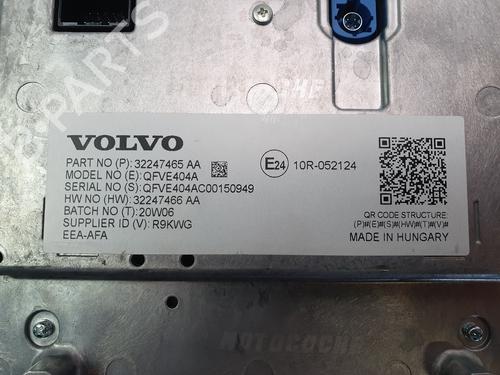 VOLVO
PART NO (P): 32247465 AA
MODEL NO (E): QFVE404A
SERIAL NO (S): QFVE404AC00150949
HW NO (HW): 32247466 AA
BATCH NO (T): 20W06
SUPPLIER ID (V): R9KWG
EEA-AFA
E24 10R-052124
QR CODE STRUCTURE:
(P)#(E)#(S)#(HW)#(T)#(V)#
MADE IN HUNGARY
MOTOCOCHE